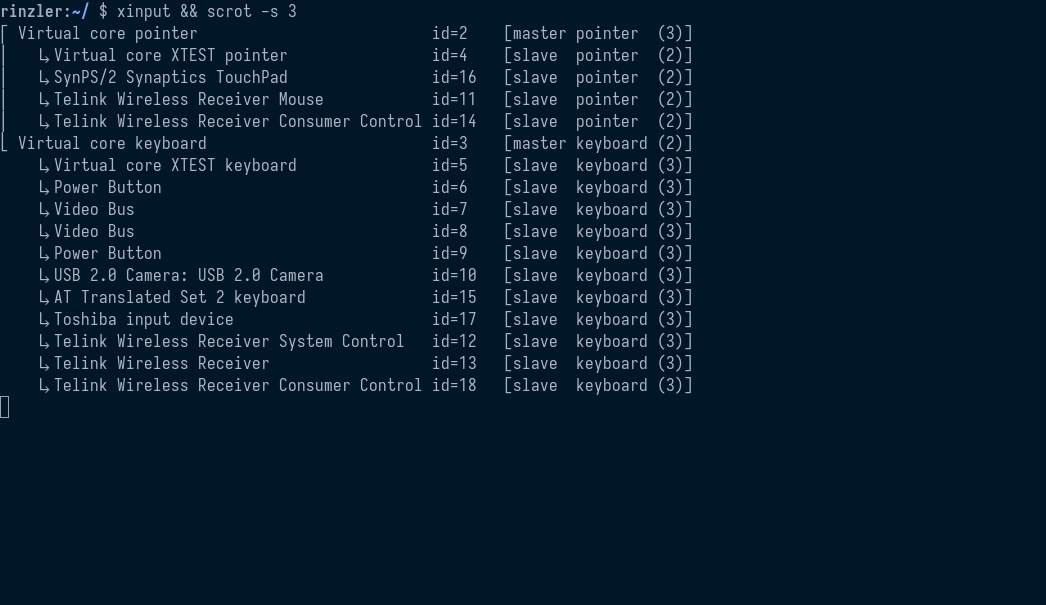 rinzler:~/ $ xinput && scrot -s 3
⎡ Virtual core pointer                          id=2    [master pointer  (3)]
⎜   ↳ Virtual core XTEST pointer                id=4    [slave  pointer  (2)]
⎜   ↳ SynPS/2 Synaptics TouchPad                id=16   [slave  pointer  (2)]
⎜   ↳ Telink Wireless Receiver Mouse            id=11   [slave  pointer  (2)]
⎜   ↳ Telink Wireless Receiver Consumer Control id=14   [slave  pointer  (2)]
⎣ Virtual core keyboard                         id=3    [master keyboard (2)]
    ↳ Virtual core XTEST keyboard               id=5    [slave  keyboard (3)]
    ↳ Power Button                              id=6    [slave  keyboard (3)]
    ↳ Video Bus                                 id=7    [slave  keyboard (3)]
    ↳ Video Bus                                 id=8    [slave  keyboard (3)]
    ↳ Power Button                              id=9    [slave  keyboard (3)]
    ↳ USB 2.0 Camera: USB 2.0 Camera            id=10   [slave  keyboard (3)]
    ↳ AT Translated Set 2 keyboard              id=15   [slave  keyboard (3)]
    ↳ Toshiba input device                      id=17   [slave  keyboard (3)]
    ↳ Telink Wireless Receiver System Control   id=12   [slave  keyboard (3)]
    ↳ Telink Wireless Receiver                  id=13   [slave  keyboard (3)]
    ↳ Telink Wireless Receiver Consumer Control id=18   [slave  keyboard (3)]